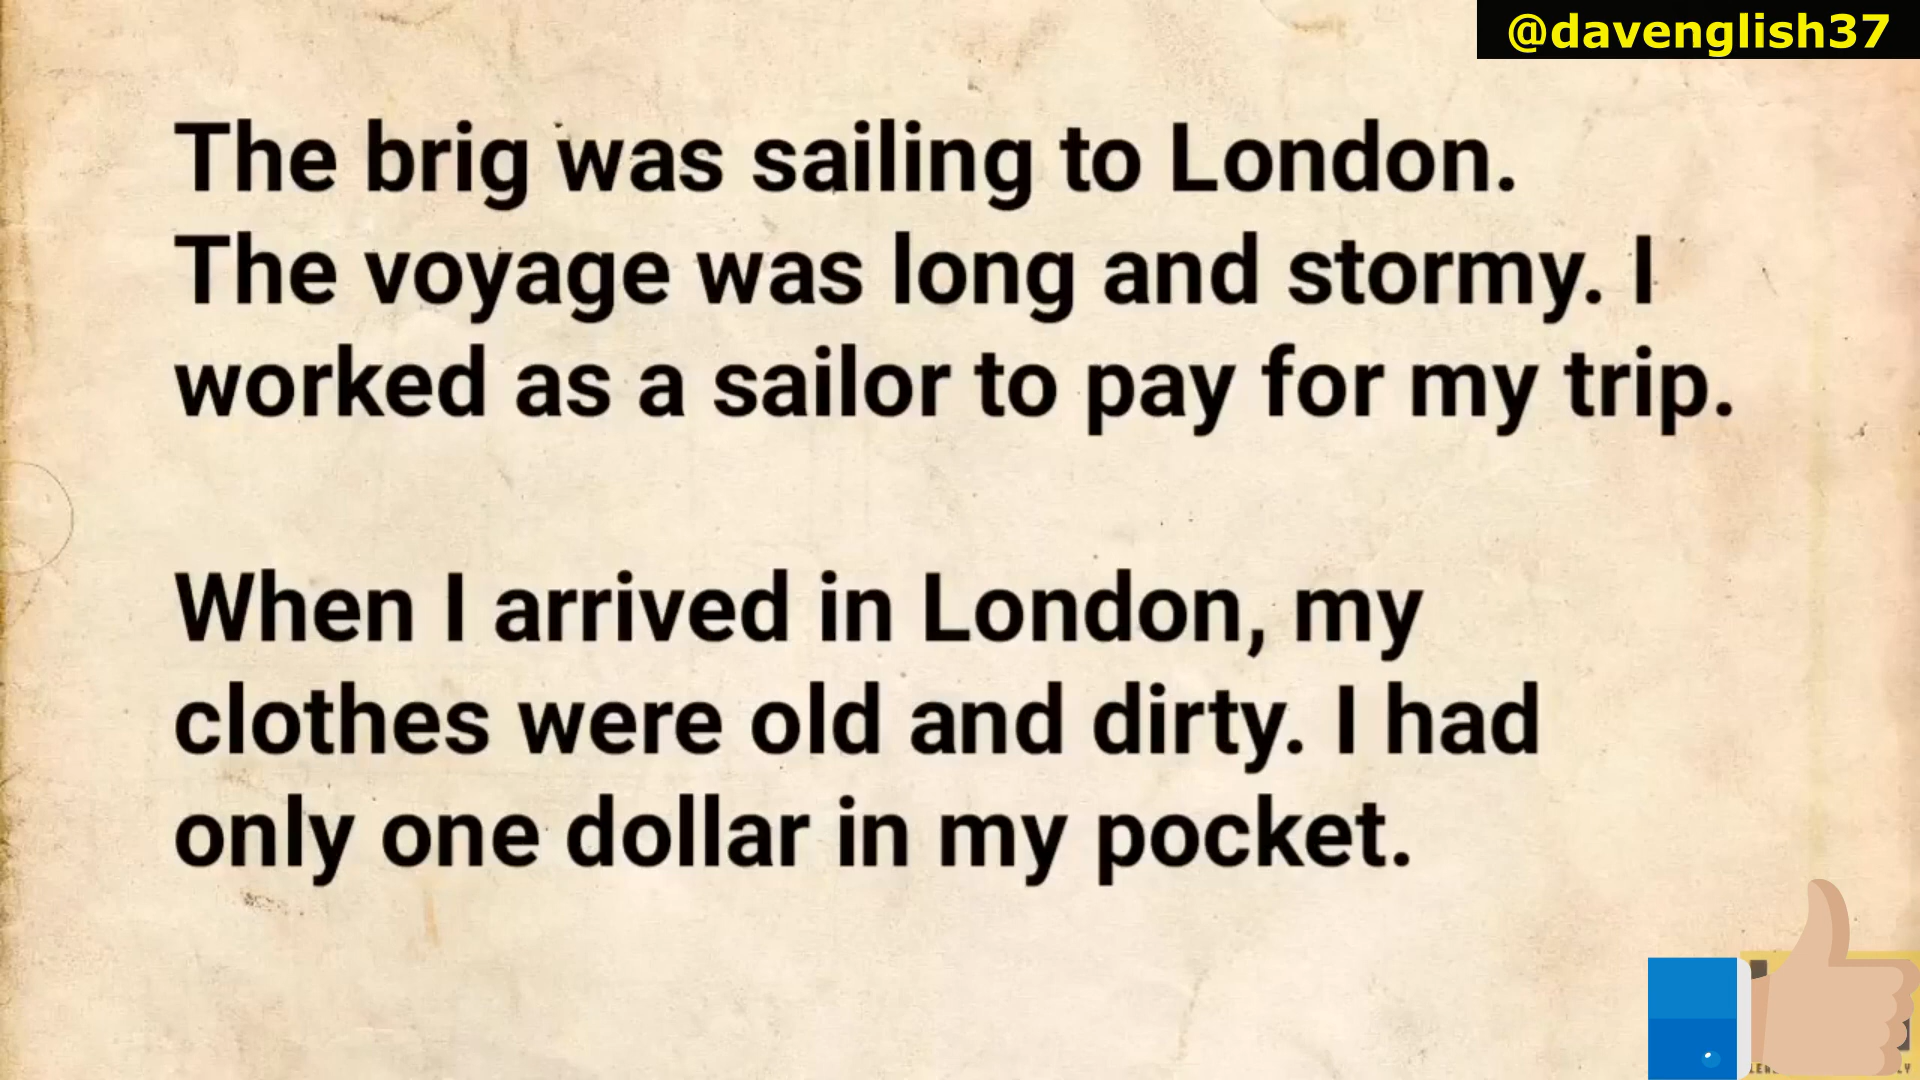 @davenglish37
The brig was sailing to London.
The voyage was long and stormy. I
worked as a sailor to pay for my trip.
When I arrived in London, my
clothes were old and dirty. I had
only one dollar in my pocket.